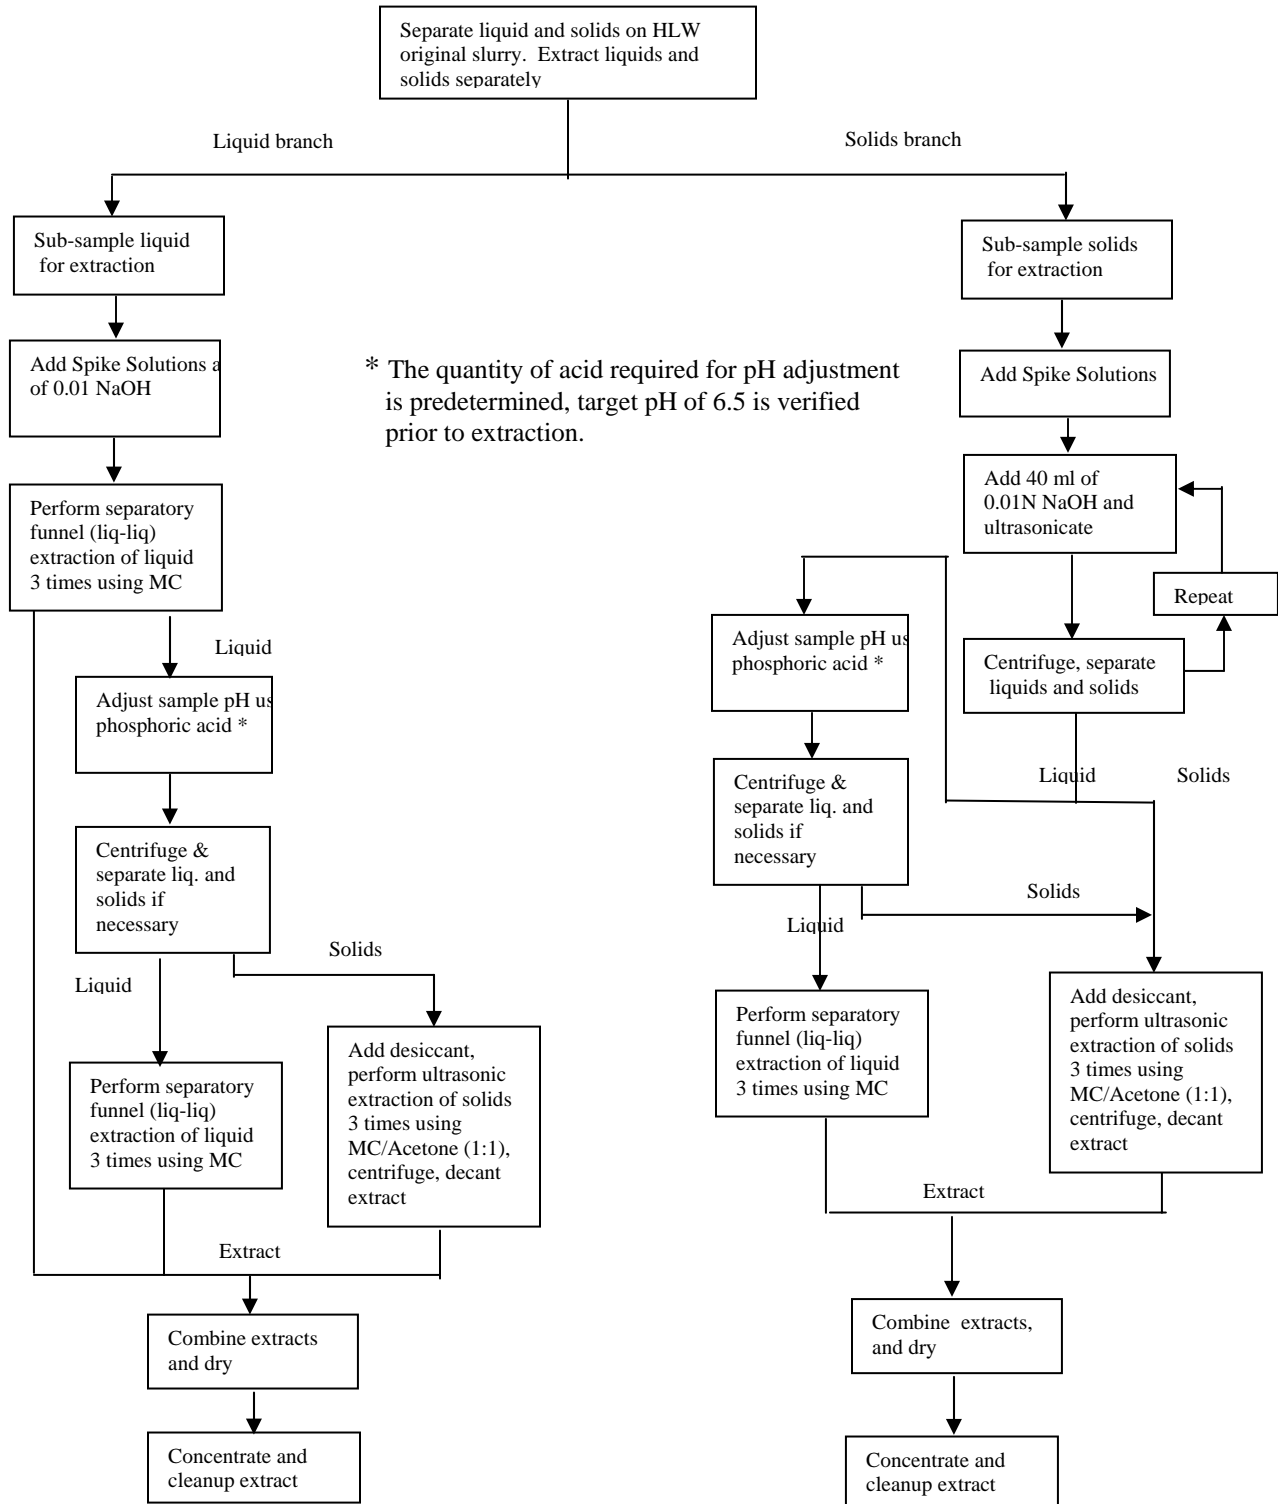 Separate liquid and solids on HLW
original slurry. Extract liquids and
solids separately
Liquid branch
Solids branch
Sub-sample liquid
for extraction
Add Spike Solutions a
of 0.01 NaOH
Perform separatory
funnel (liq-liq)
extraction of liquid
3 times using MC
Liquid
Adjust sample pH us
phosphoric acid *
Centrifuge &
separate liq. and
solids if
necessary
Liquid
Solids
Perform separatory
funnel (liq-liq)
extraction of liquid
3 times using MC
Add desiccant,
perform ultrasonic
extraction of solids
3 times using
MC/Acetone (1:1),
centrifuge, decant
extract
Extract
Combine extracts
and dry
Concentrate and
cleanup extract
* The quantity of acid required for pH adjustment
is predetermined, target pH of 6.5 is verified
prior to extraction.
Sub-sample solids
for extraction
Add Spike Solutions
Add 40 ml of
0.01N NaOH and
ultrasonicate
Repeat
Centrifuge, separate
liquids and solids
Liquid
Solids
Adjust sample pH us
phosphoric acid *
Centrifuge &
separate liq. and
solids if
necessary
Solids
Liquid
Perform separatory
funnel (liq-liq)
extraction of liquid
3 times using MC
Add desiccant,
perform ultrasonic
extraction of solids
3 times using
MC/Acetone (1:1),
centrifuge, decant
extract
Extract
Combine extracts,
and dry
Concentrate and
cleanup extract